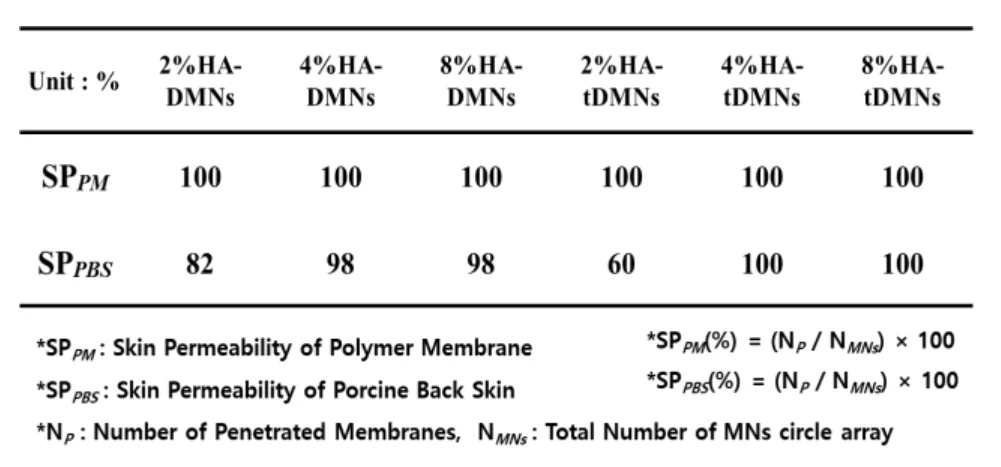 Unit : % 2%HA-DMNs 4%HA-DMNs 8%HA-DMNs 2%HA-tDMNs 4%HA-tDMNs 8%HA-tDMNs
SPPM 100 100 100 100 100 100
SPPBS 82 98 98 60 100 100
*SPPM : Skin Permeability of Polymer Membrane
*SPPM(%) = (NP / NMNs) × 100
*SPPBS : Skin Permeability of Porcine Back Skin
*SPPBS(%) = (NP / NMNs) × 100
*NP : Number of Penetrated Membranes, NMNs : Total Number of MNs circle array